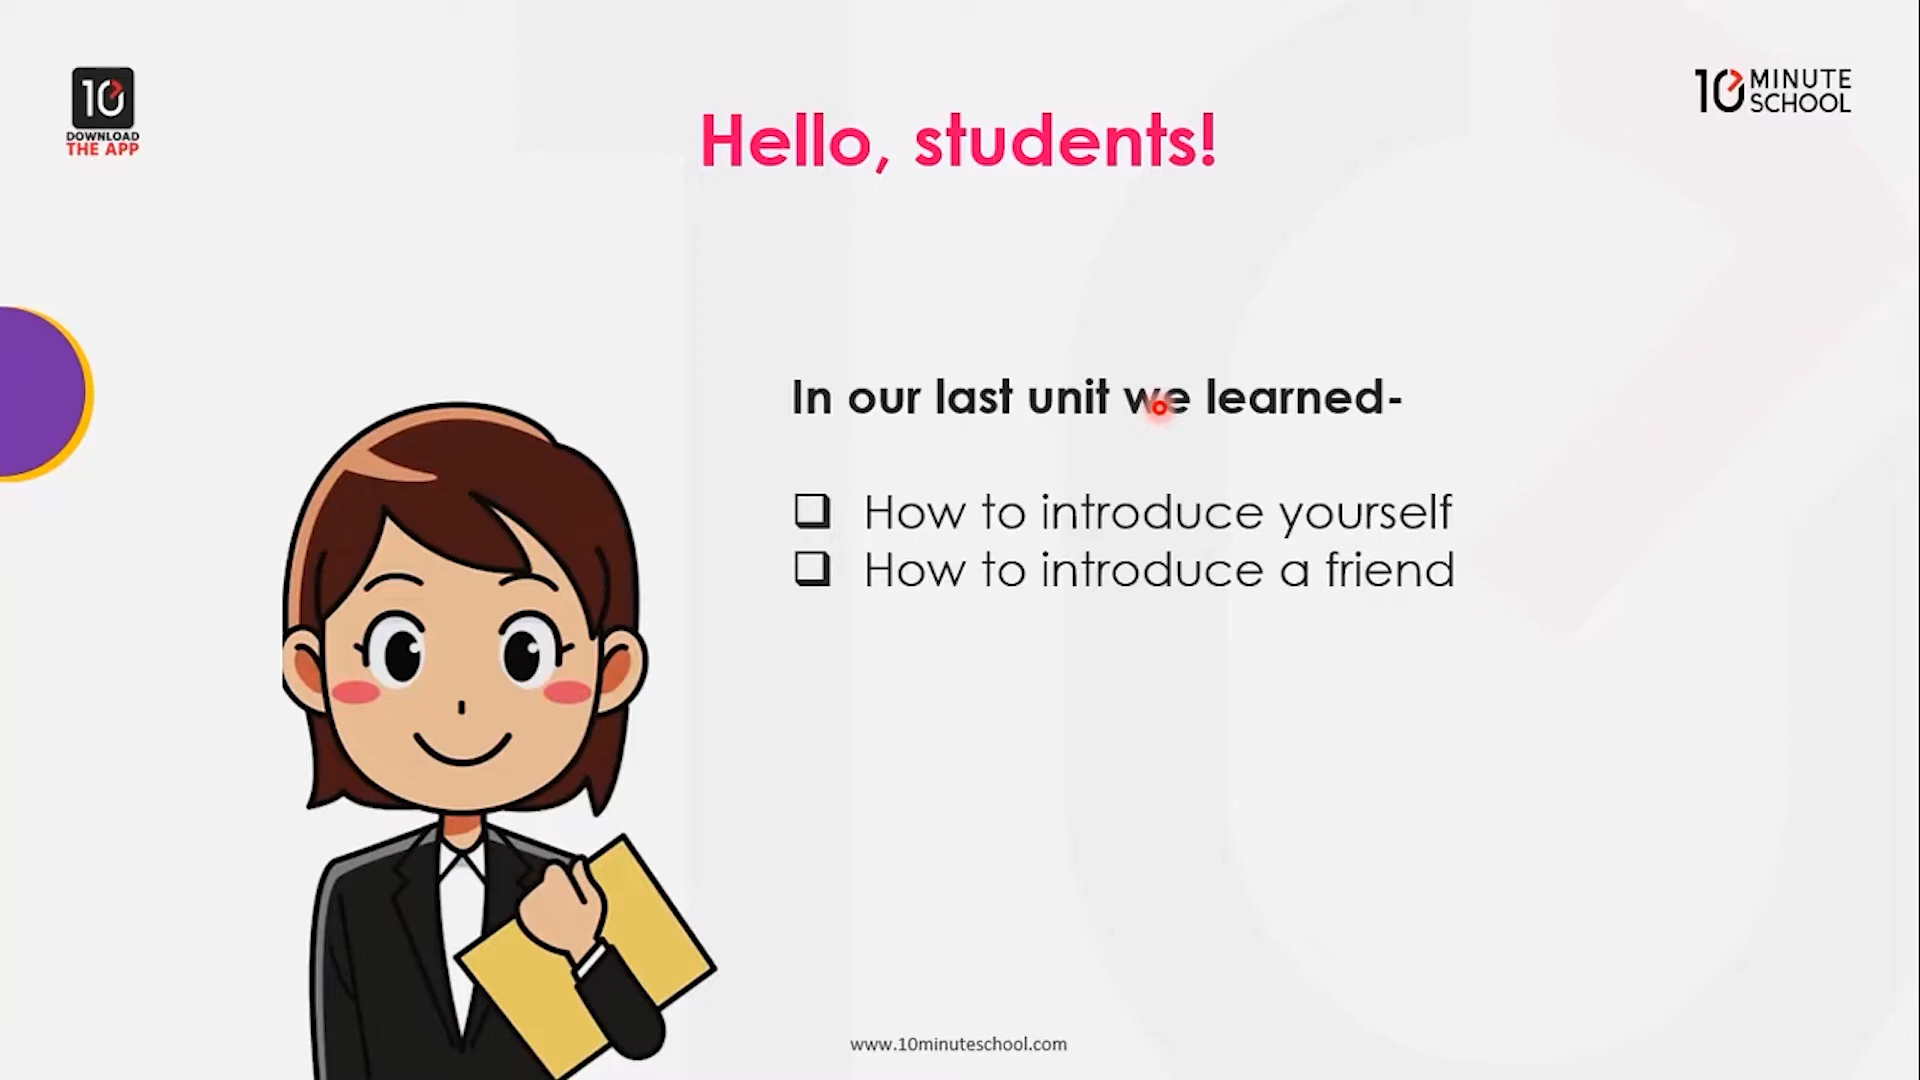 10
DOWNLOAD
THE APP
10 MINUTE
SCHOOL
Hello, students!
In our last unit we learned-
How to introduce yourself
How to introduce a friend
www.10minuteschool.com